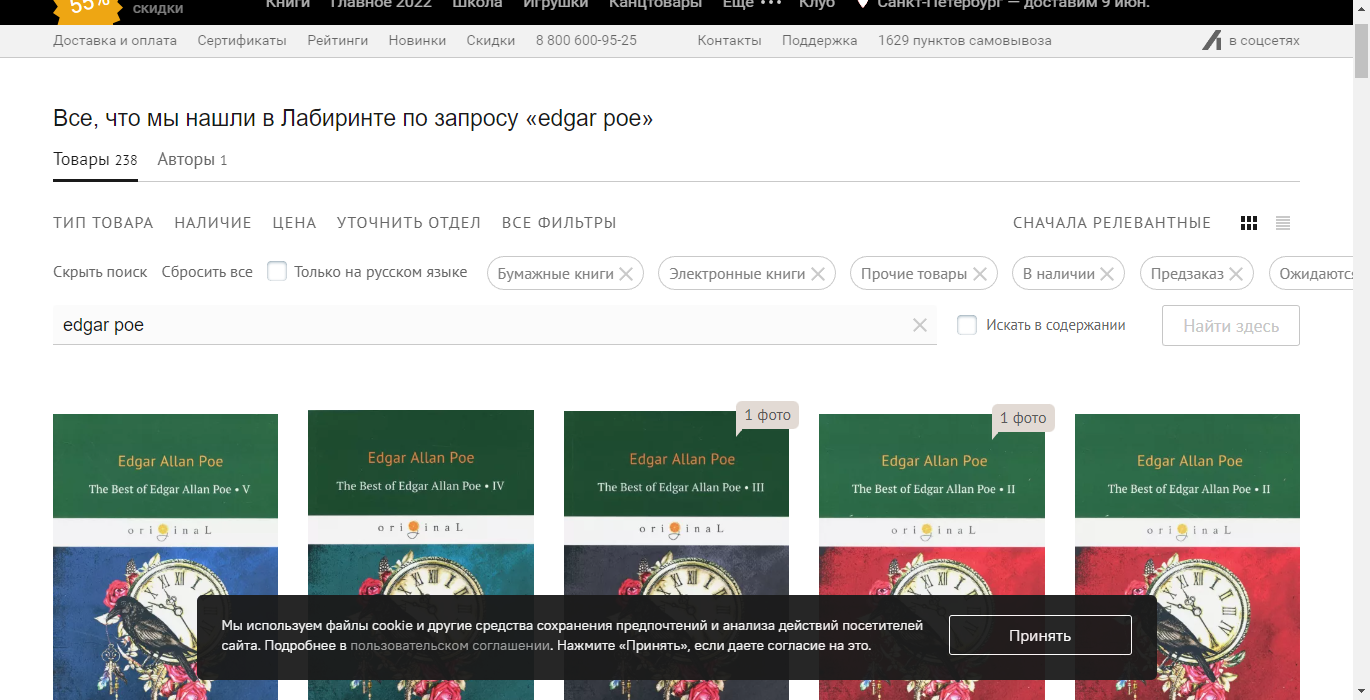 55%
скидки
Книги Главное 2022 Школа Игрушки Канцтовары Ещё ••• Клуб Санкт-Петербург — доставим 9 июн.
Доставка и оплата Сертификаты Рейтинги Новинки Скидки 8 800 600-95-25 Контакты Поддержка 1629 пунктов самовывоза в соцсетях
Все, что мы нашли в Лабиринте по запросу «edgar poe»
Товары 238 Авторы 1
ТИП ТОВАРА НАЛИЧИЕ ЦЕНА УТОЧНИТЬ ОТДЕЛ ВСЕ ФИЛЬТРЫ СНАЧАЛА РЕЛЕВАНТНЫЕ
Скрыть поиск Сбросить все Только на русском языке Бумажные книги Электронные книги Прочие товары В наличии Предзаказ Ожидаются
edgar poe Искать в содержании Найти здесь
1 фото 1 фото
Edgar Allan Poe Edgar Allan Poe Edgar Allan Poe Edgar Allan Poe Edgar Allan Poe
The Best of Edgar Allan Poe • V The Best of Edgar Allan Poe • IV The Best of Edgar Allan Poe • III The Best of Edgar Allan Poe • II The Best of Edgar Allan Poe • II
originaL originaL originaL originaL originaL
Мы используем файлы cookie и другие средства сохранения предпочтений и анализа действий посетителей
сайта. Подробнее в пользовательском соглашении. Нажмите «Принять», если даете согласие на это.
Принять